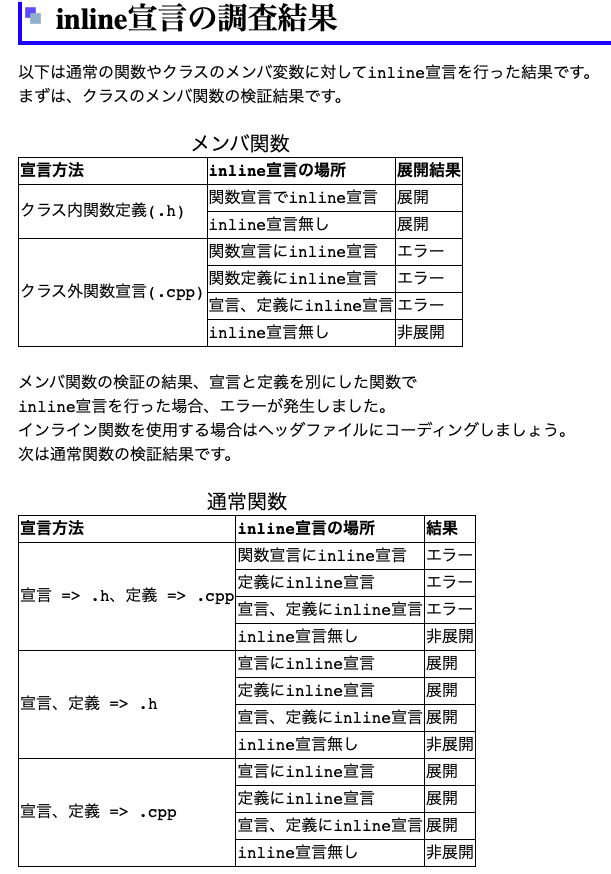 inline宣言の調査結果
以下は通常の関数やクラスのメンバ変数に対してinline宣言を行った結果です。
まずは、クラスのメンバ関数の検証結果です。
メンバ関数
宣言方法 inline宣言の場所 展開結果
クラス内関数定義(.h) 関数宣言でinline宣言 展開
inline宣言無し 展開
クラス外関数宣言(.cpp) 関数宣言にinline宣言 エラー
関数定義にinline宣言 エラー
宣言、定義にinline宣言 エラー
inline宣言無し 非展開
メンバ関数の検証の結果、宣言と定義を別にした関数で
inline宣言を行った場合、エラーが発生しました。
インライン関数を使用する場合はヘッダファイルにコーディングしましょう。
次は通常関数の検証結果です。
通常関数
宣言方法 inline宣言の場所 結果
宣言 => .h、定義 => .cpp 関数宣言にinline宣言 エラー
定義にinline宣言 エラー
宣言、定義にinline宣言 エラー
inline宣言無し 非展開
宣言、定義 => .h 宣言にinline宣言 展開
定義にinline宣言 展開
宣言、定義にinline宣言 展開
inline宣言無し 非展開
宣言、定義 => .cpp 宣言にinline宣言 展開
定義にinline宣言 展開
宣言、定義にinline宣言 展開
inline宣言無し 非展開